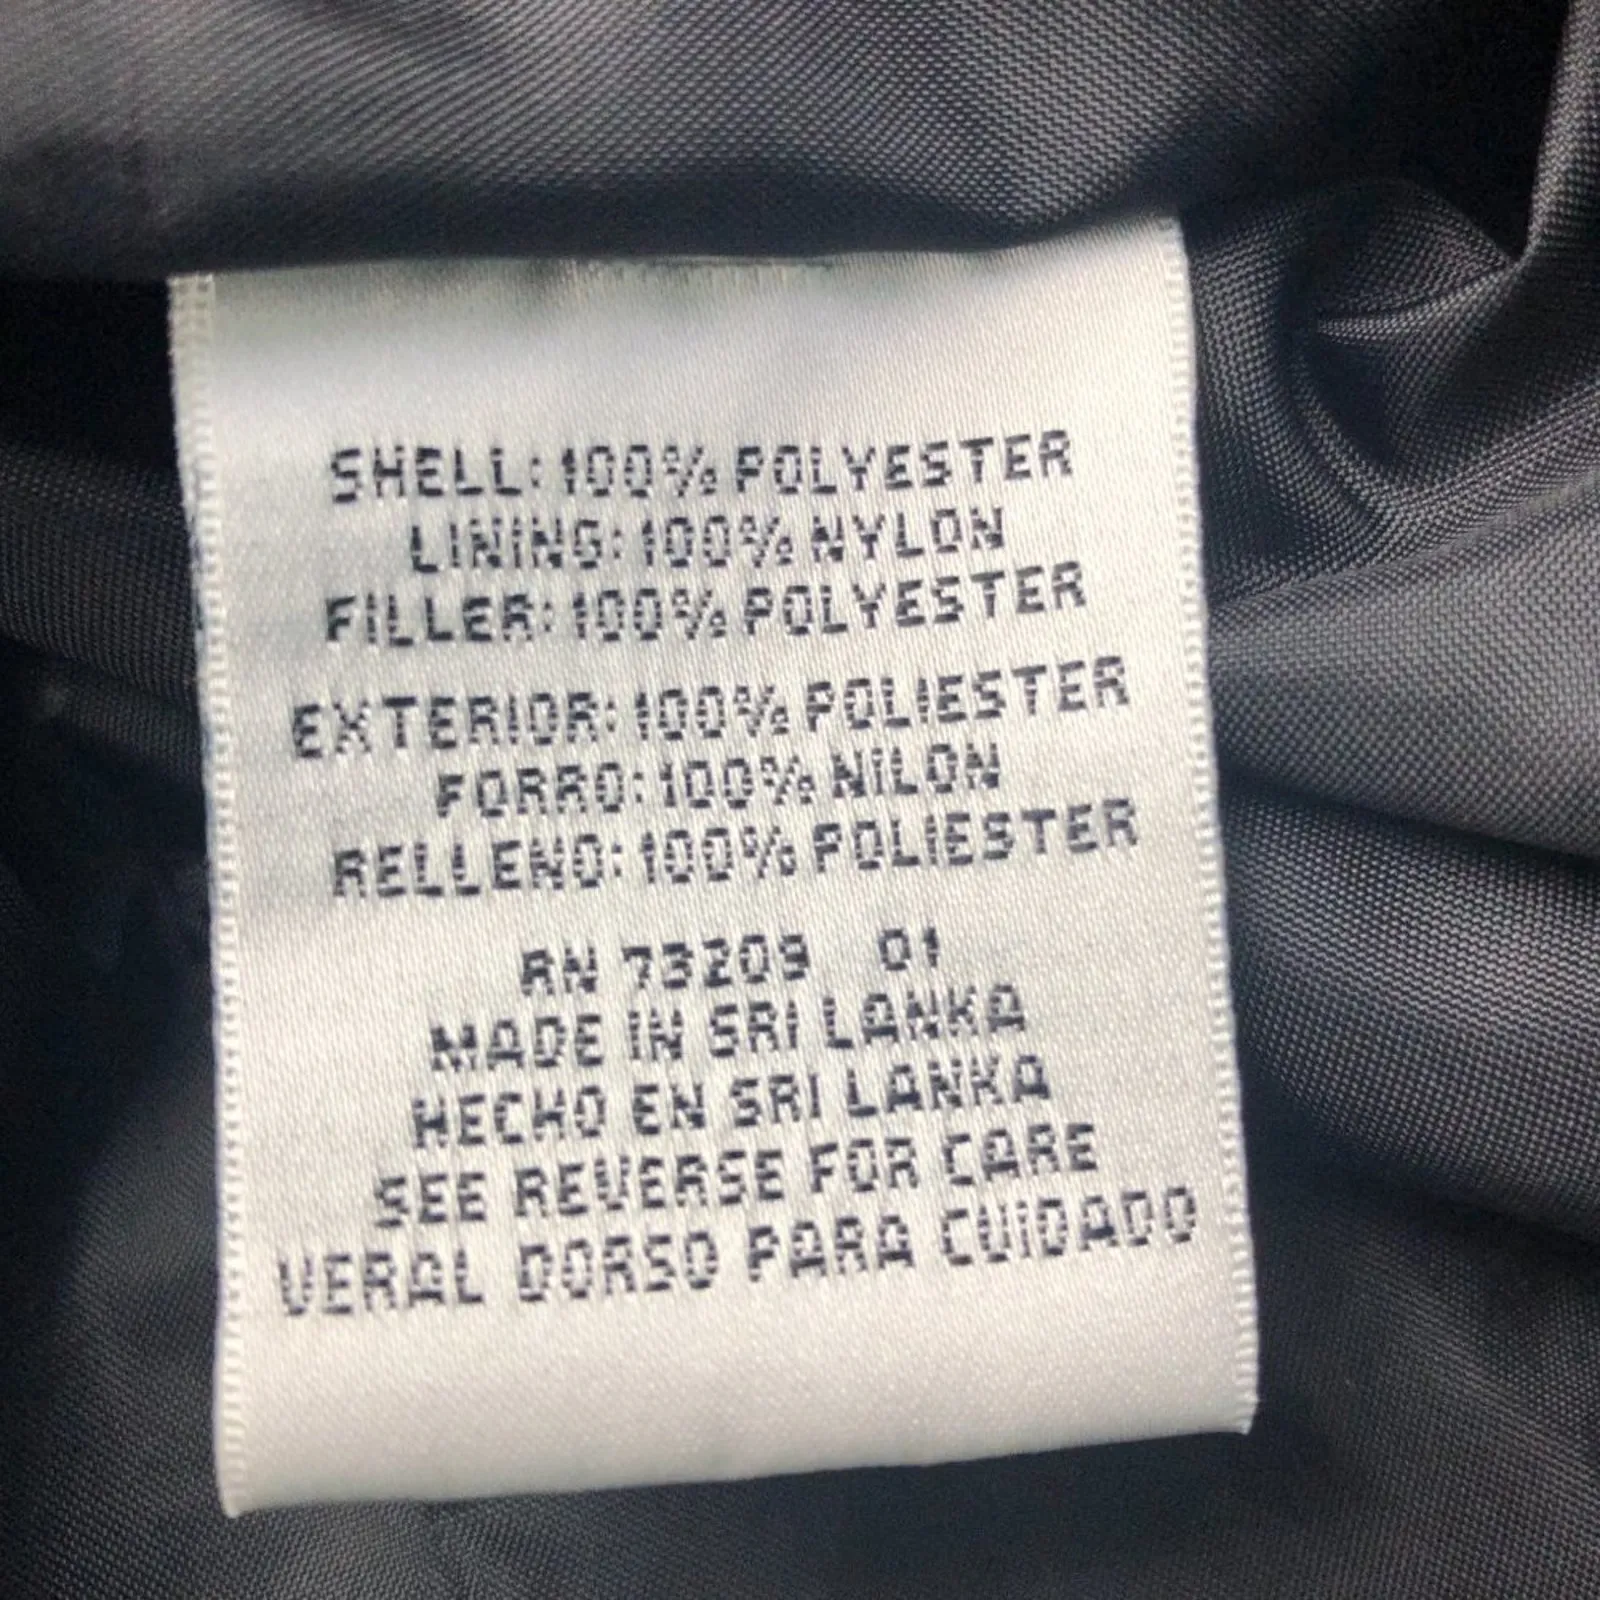 SHELL: 100% POLYESTER
LINING: 100% NYLON
FILLER: 100% POLYESTER
EXTERIOR: 100% POLIESTER
FORRO: 100% NILON
RELLENO: 100% POLIESTER
RN 73209 01
MADE IN SRI LANKA
HECHO EN SRI LANKA
SEE REVERSE FOR CARE
VERAL DORSO PARA CUIDADO